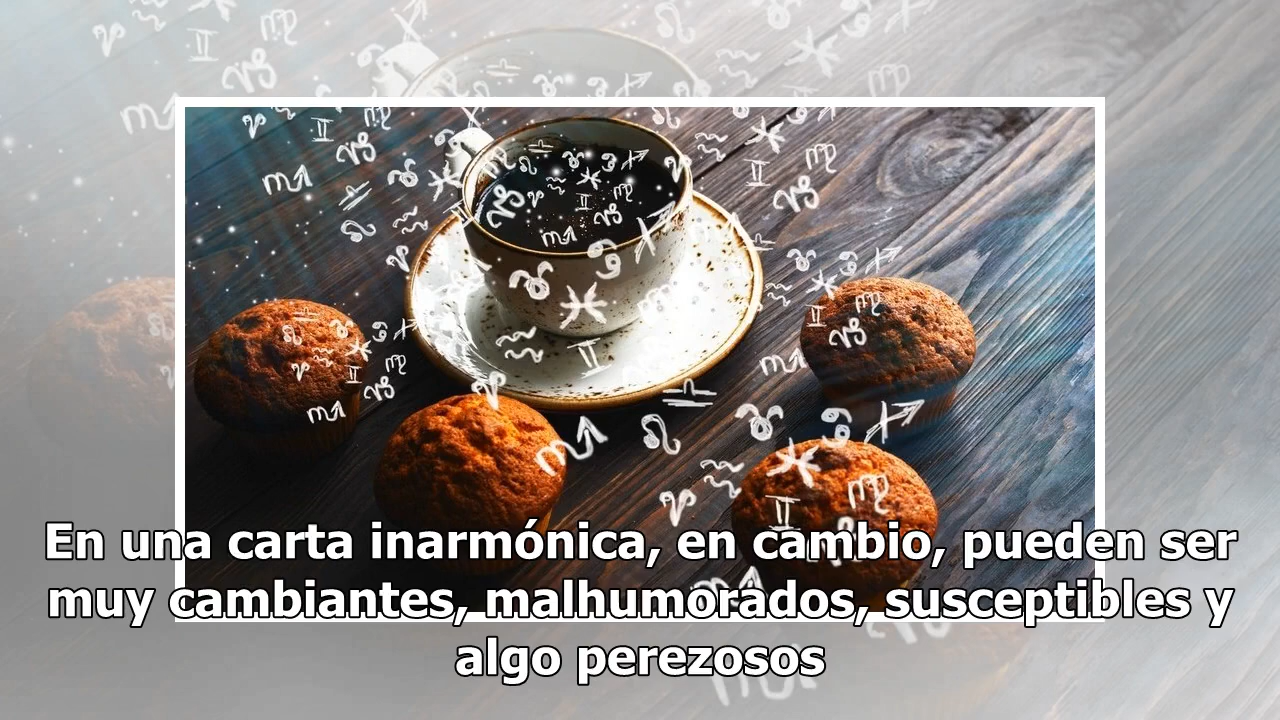 En una carta inarmónica, en cambio, pueden ser
muy cambiantes, malhumorados, susceptibles y
algo perezosos